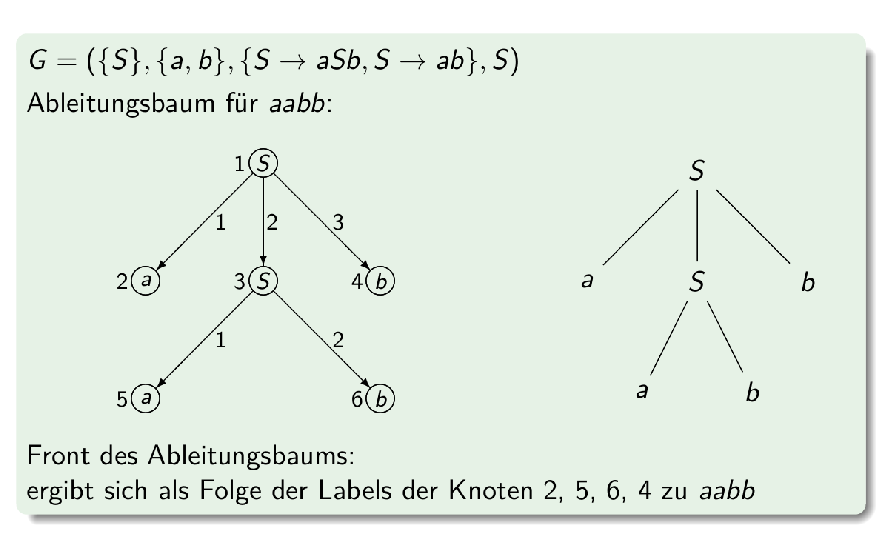 G = ({S}, {a, b}, {S → aSb, S → ab}, S)
Ableitungsbaum für aabb:
1 S
S
1 2 3
2 a 3 S 4 b
a S b
1 2
5 a 6 b
a b
Front des Ableitungsbaums:
ergibt sich als Folge der Labels der Knoten 2, 5, 6, 4 zu aabb